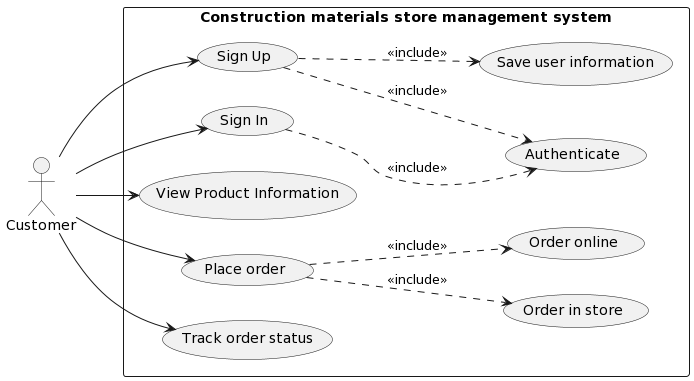 Construction materials store management system
Sign Up
«include»
Save user information
«include»
Sign In
Authenticate
«include»
View Product Information
Customer
Order online
«include»
Place order
«include»
Order in store
Track order status